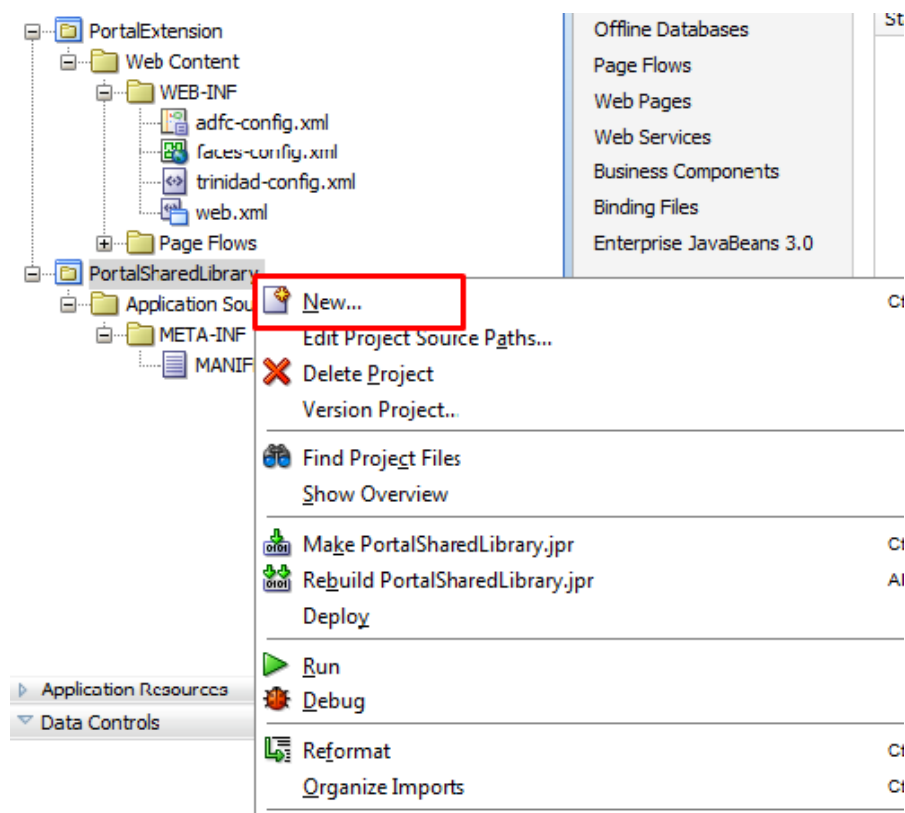 PortalExtension
Web Content
WEB-INF
adfc-config.xml
faces-config.xml
trinidad-config.xml
web.xml
Page Flows
PortalSharedLibrary
Application Sou
META-INF
MANIF
Application Resources
Data Controls
Offline Databases
Page Flows
Web Pages
Web Services
Business Components
Binding Files
Enterprise JavaBeans 3.0
St
New... Ct
Edit Project Source Paths...
Delete Project
Version Project...
Find Project Files
Show Overview
Make PortalSharedLibrary.jpr Ct
Rebuild PortalSharedLibrary.jpr Al
Deploy
Run
Debug
Reformat Ct
Organize Imports Ct